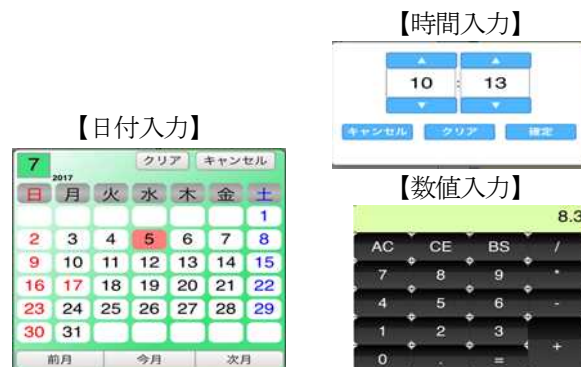 【時間入力】
10 : 13
キャンセル クリア 確定
【日付入力】
7 2017 クリア キャンセル
日 月 火 水 木 金 土
1
2 3 4 5 6 7 8
9 10 11 12 13 14 15
16 17 18 19 20 21 22
23 24 25 26 27 28 29
30 31
前月 今月 次月
【数値入力】
8.3
AC CE BS /
7 8 9 *
4 5 6 -
1 2 3 +
0 . =